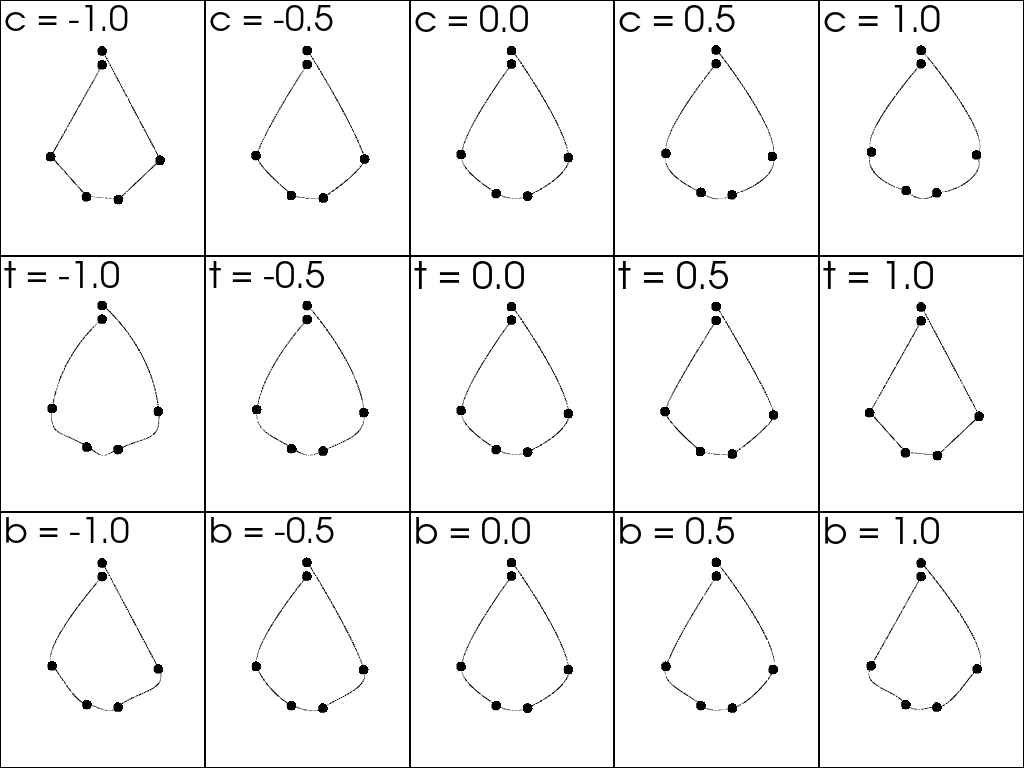 c = -1.0
c = -0.5
c = 0.0
c = 0.5
c = 1.0
t = -1.0
t = -0.5
t = 0.0
t = 0.5
t = 1.0
b = -1.0
b = -0.5
b = 0.0
b = 0.5
b = 1.0